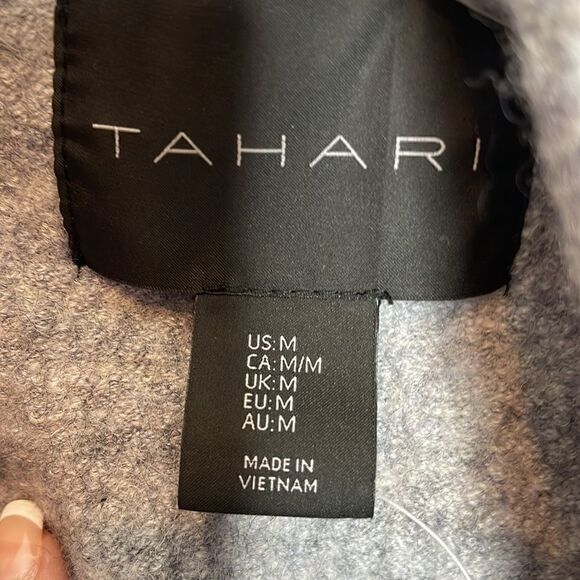 TAHARI
US: M
CA: M/M
UK: M
EU: M
AU: M
MADE IN
VIETNAM